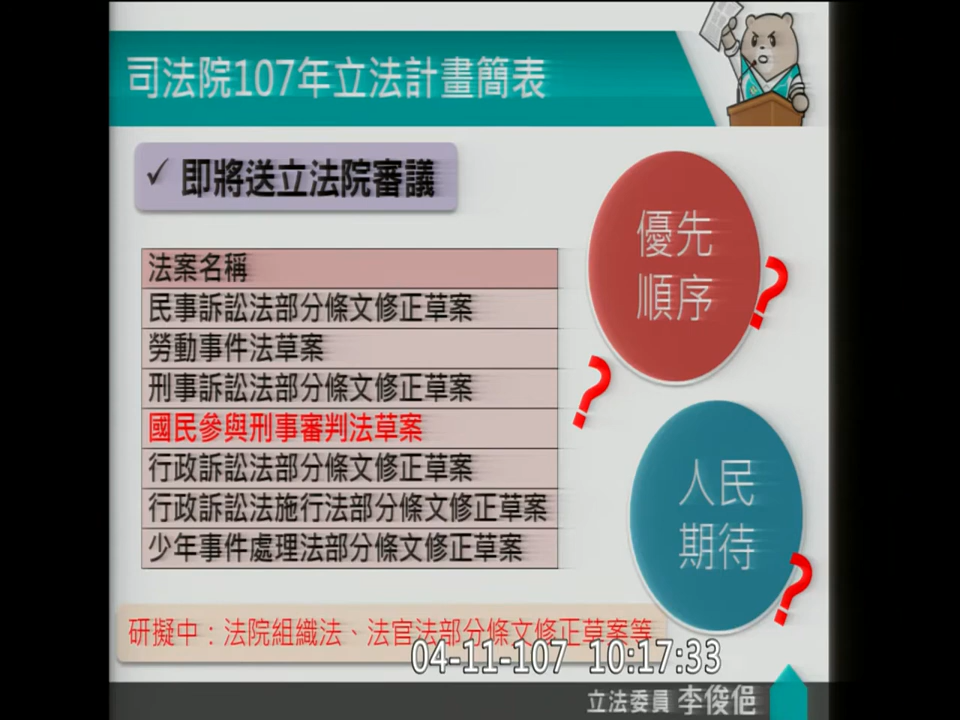 司法院107年立法計畫簡表
✓ 即將送立法院審議
法案名稱
民事訴訟法部分條文修正草案
勞動事件法草案
刑事訴訟法部分條文修正草案
國民參與刑事審判法草案
行政訴訟法部分條文修正草案
行政訴訟法施行法部分條文修正草案
少年事件處理法部分條文修正草案
優先
順序
?
?
人民
期待
?
研擬中：法院組織法、法官法部分條文修正草案等
04-11-107 10:17:33
立法委員 李俊俋